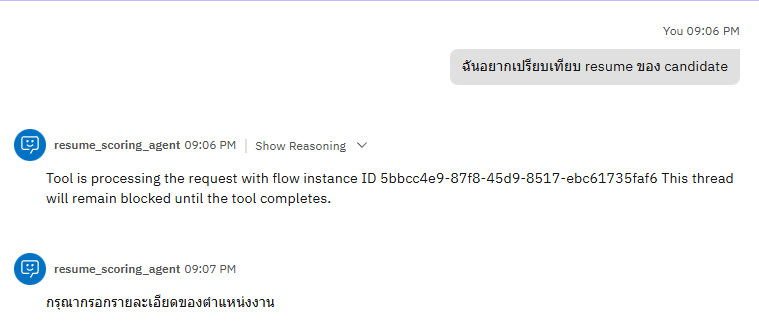 You 09:06 PM
ฉันอยากเปรียบเทียบ resume ของ candidate
resume_scoring_agent 09:06 PM | Show Reasoning
Tool is processing the request with flow instance ID 5bbcc4e9-87f8-45d9-8517-ebc61735faf6 This thread
will remain blocked until the tool completes.
resume_scoring_agent 09:07 PM
กรุณากรอกรายละเอียดของตำแหน่งงาน